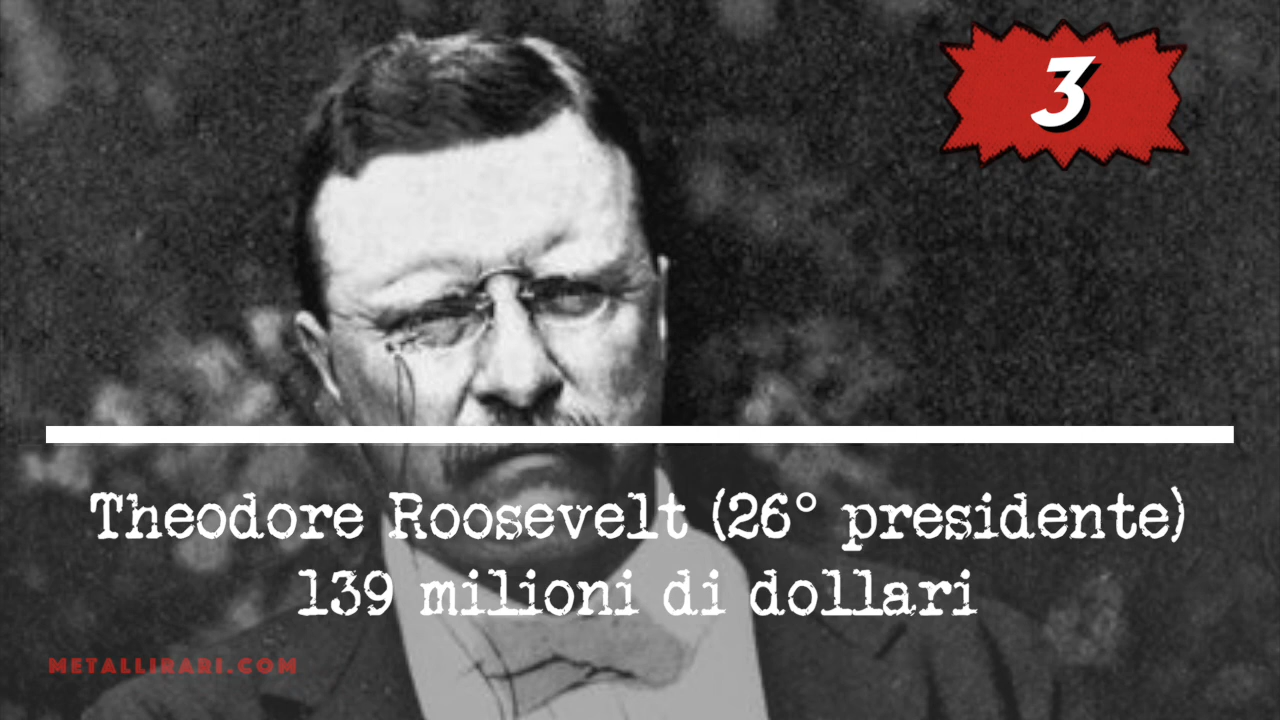 3
Theodore Roosevelt (26° presidente)
139 milioni di dollari
METALLIRARI.COM